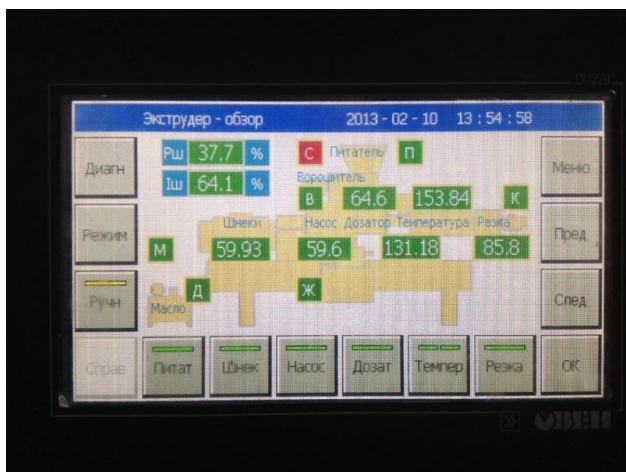 СП270
Экструдер - обзор 2013 - 02 - 10 13 : 54 : 58
Диагн
Рш 37.7 %
С Питатель П
Меню
Iш 64.1 %
Ворошитель
В 64.6 153.84 К
Режим
Шнеки Насос Дозатор Температура Резка
Пред
М 59.93 59.6 131.18 85.8
Ручн
Масло Д Ж
След
Справ Питат Шнек Насос Дозат Темпер Резка ОК
ОВЕН